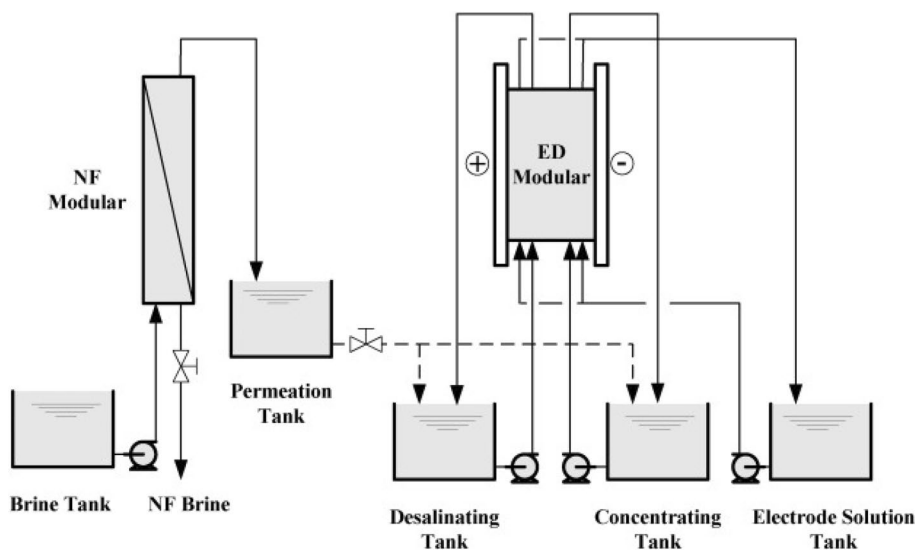 NF
Modular
ED
Modular
+
-
Permeation
Tank
Brine Tank
NF Brine
Desalinating
Tank
Concentrating
Tank
Electrode Solution
Tank